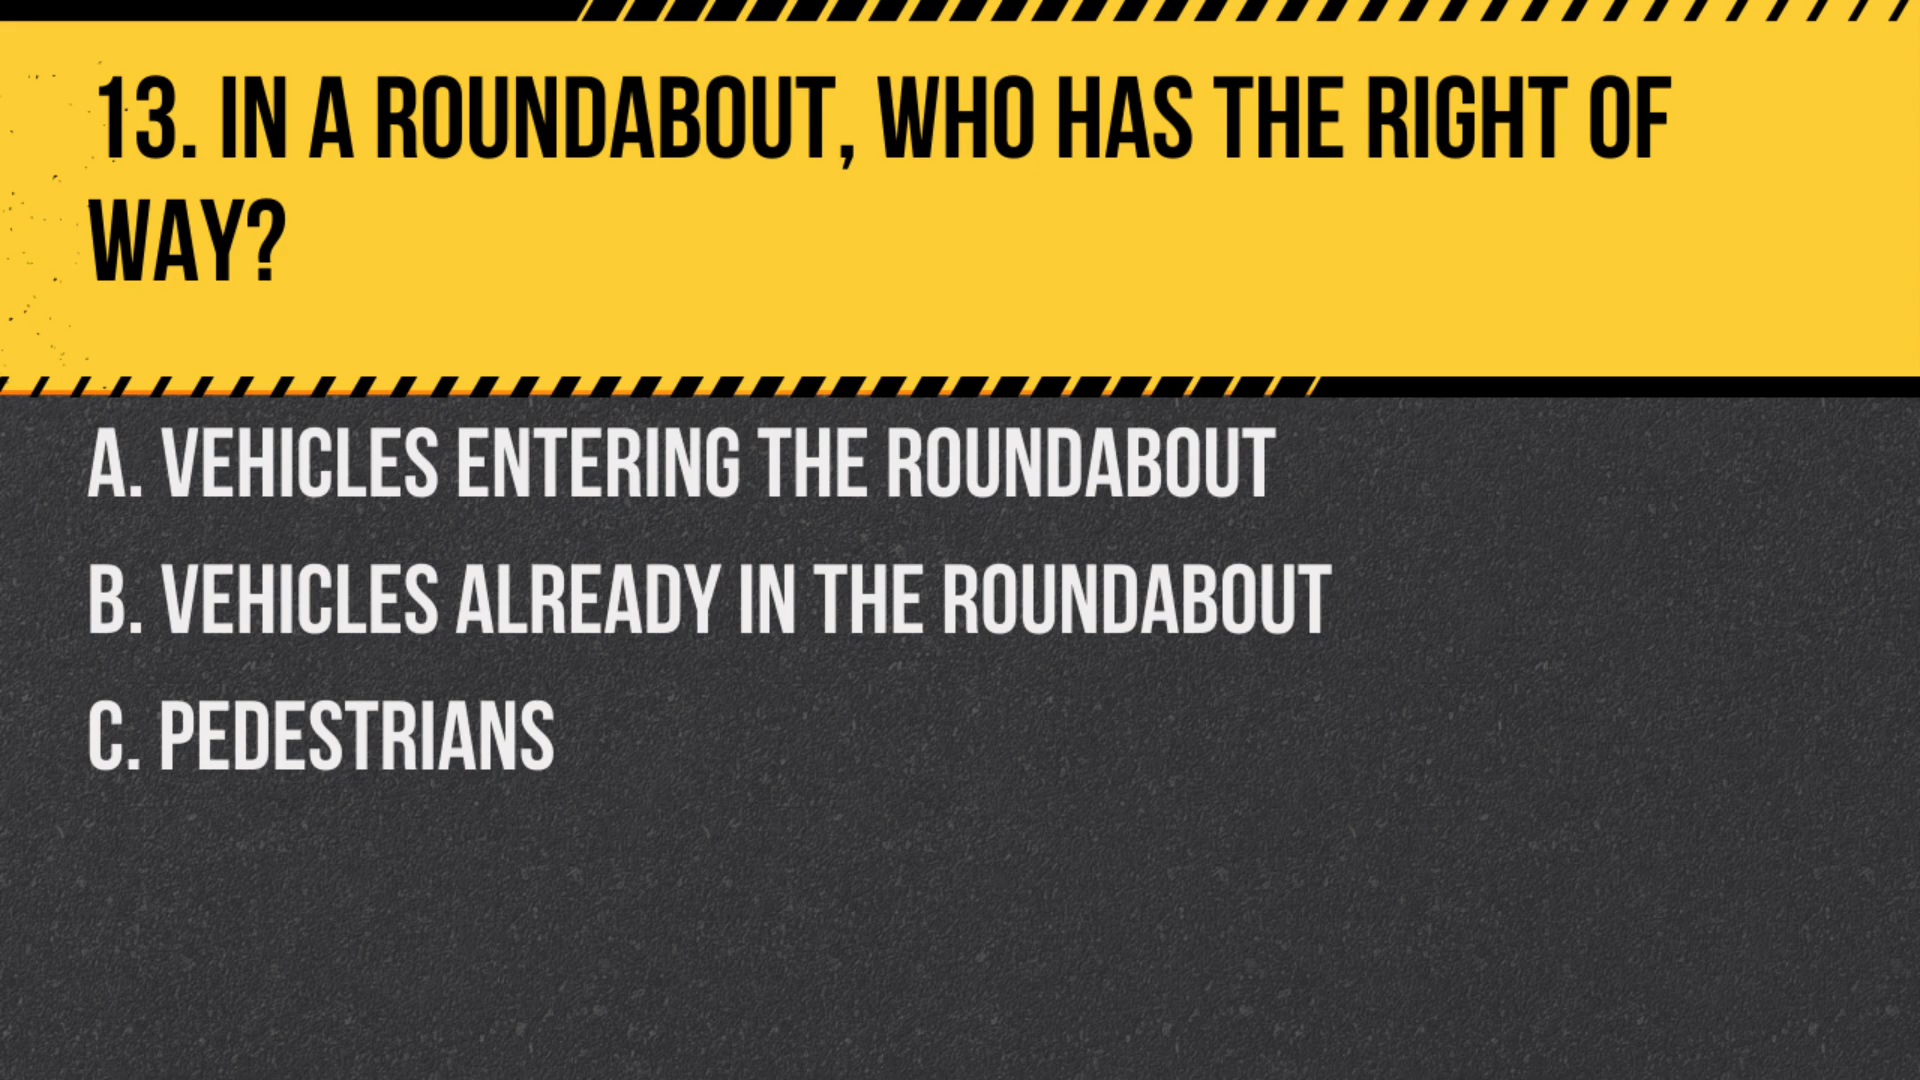 13. IN A ROUNDABOUT, WHO HAS THE RIGHT OF
WAY?
A. VEHICLES ENTERING THE ROUNDABOUT
B. VEHICLES ALREADY IN THE ROUNDABOUT
C. PEDESTRIANS